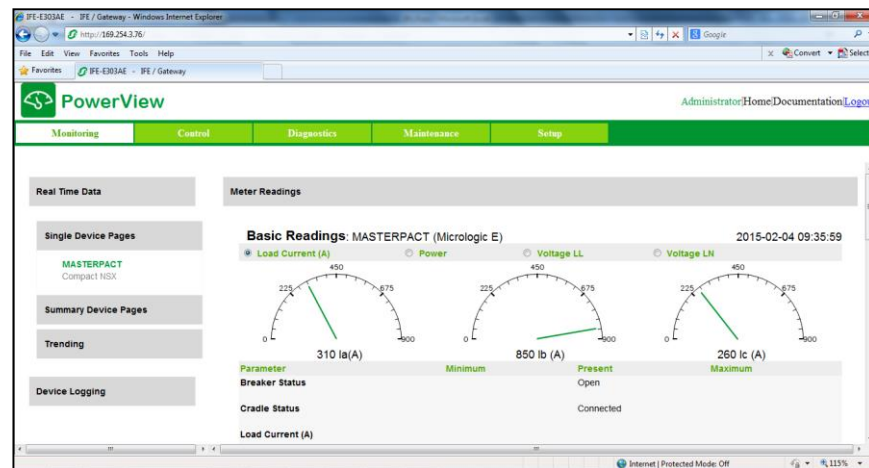 IFE-E303AE - IFE / Gateway - Windows Internet Explorer
http://169.254.3.76/
Google
File Edit View Favorites Tools Help
x Convert Select
Favorites IFE-E303AE - IFE / Gateway
PowerView
Administrator|Home|Documentation|Logout
Monitoring Control Diagnostics Maintenance Setup
Real Time Data
Meter Readings
Single Device Pages
Basic Readings: MASTERPACT (Micrologic E) 2015-02-04 09:35:59
Load Current (A) Power Voltage LL Voltage LN
MASTERPACT
Compact NSX
0 225 450 675 900
0 225 450 675 900
0 225 450 675 900
Summary Device Pages
Trending
310 Ia(A) 850 Ib (A) 260 Ic (A)
Parameter Minimum Present Maximum
Breaker Status Open
Device Logging
Cradle Status Connected
Load Current (A)
Internet | Protected Mode: Off 115%